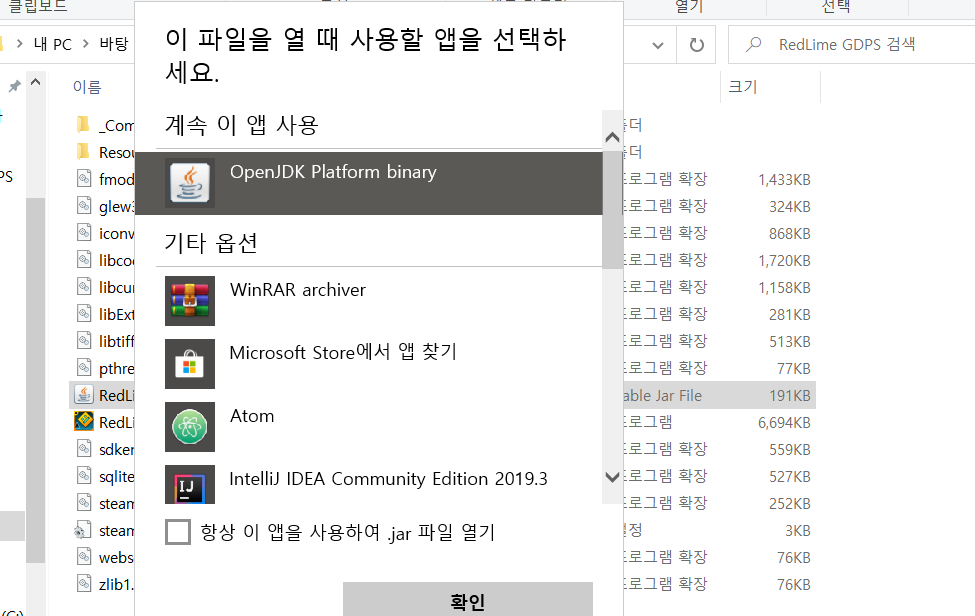 클립보드
열기
선택
내 PC
바탕
RedLime GDPS 검색
이름
크기
이 파일을 열 때 사용할 앱을 선택하
세요.
계속 이 앱 사용
OpenJDK Platform binary
기타 옵션
WinRAR archiver
Microsoft Store에서 앱 찾기
Atom
IntelliJ IDEA Community Edition 2019.3
항상 이 앱을 사용하여 .jar 파일 열기
확인
_Com
Resou
fmod
프로그램 확장 1,433KB
glew3
프로그램 확장 324KB
iconv
프로그램 확장 868KB
libcoc
프로그램 확장 1,720KB
libcur
프로그램 확장 1,158KB
libExt
프로그램 확장 281KB
libtiff
프로그램 확장 513KB
pthre
프로그램 확장 77KB
RedLi
able Jar File 191KB
RedLi
프로그램 6,694KB
sdker
프로그램 확장 559KB
sqlite
프로그램 확장 527KB
steam
프로그램 확장 252KB
steam
3KB
webs
프로그램 확장 76KB
zlib1.
프로그램 확장 76KB